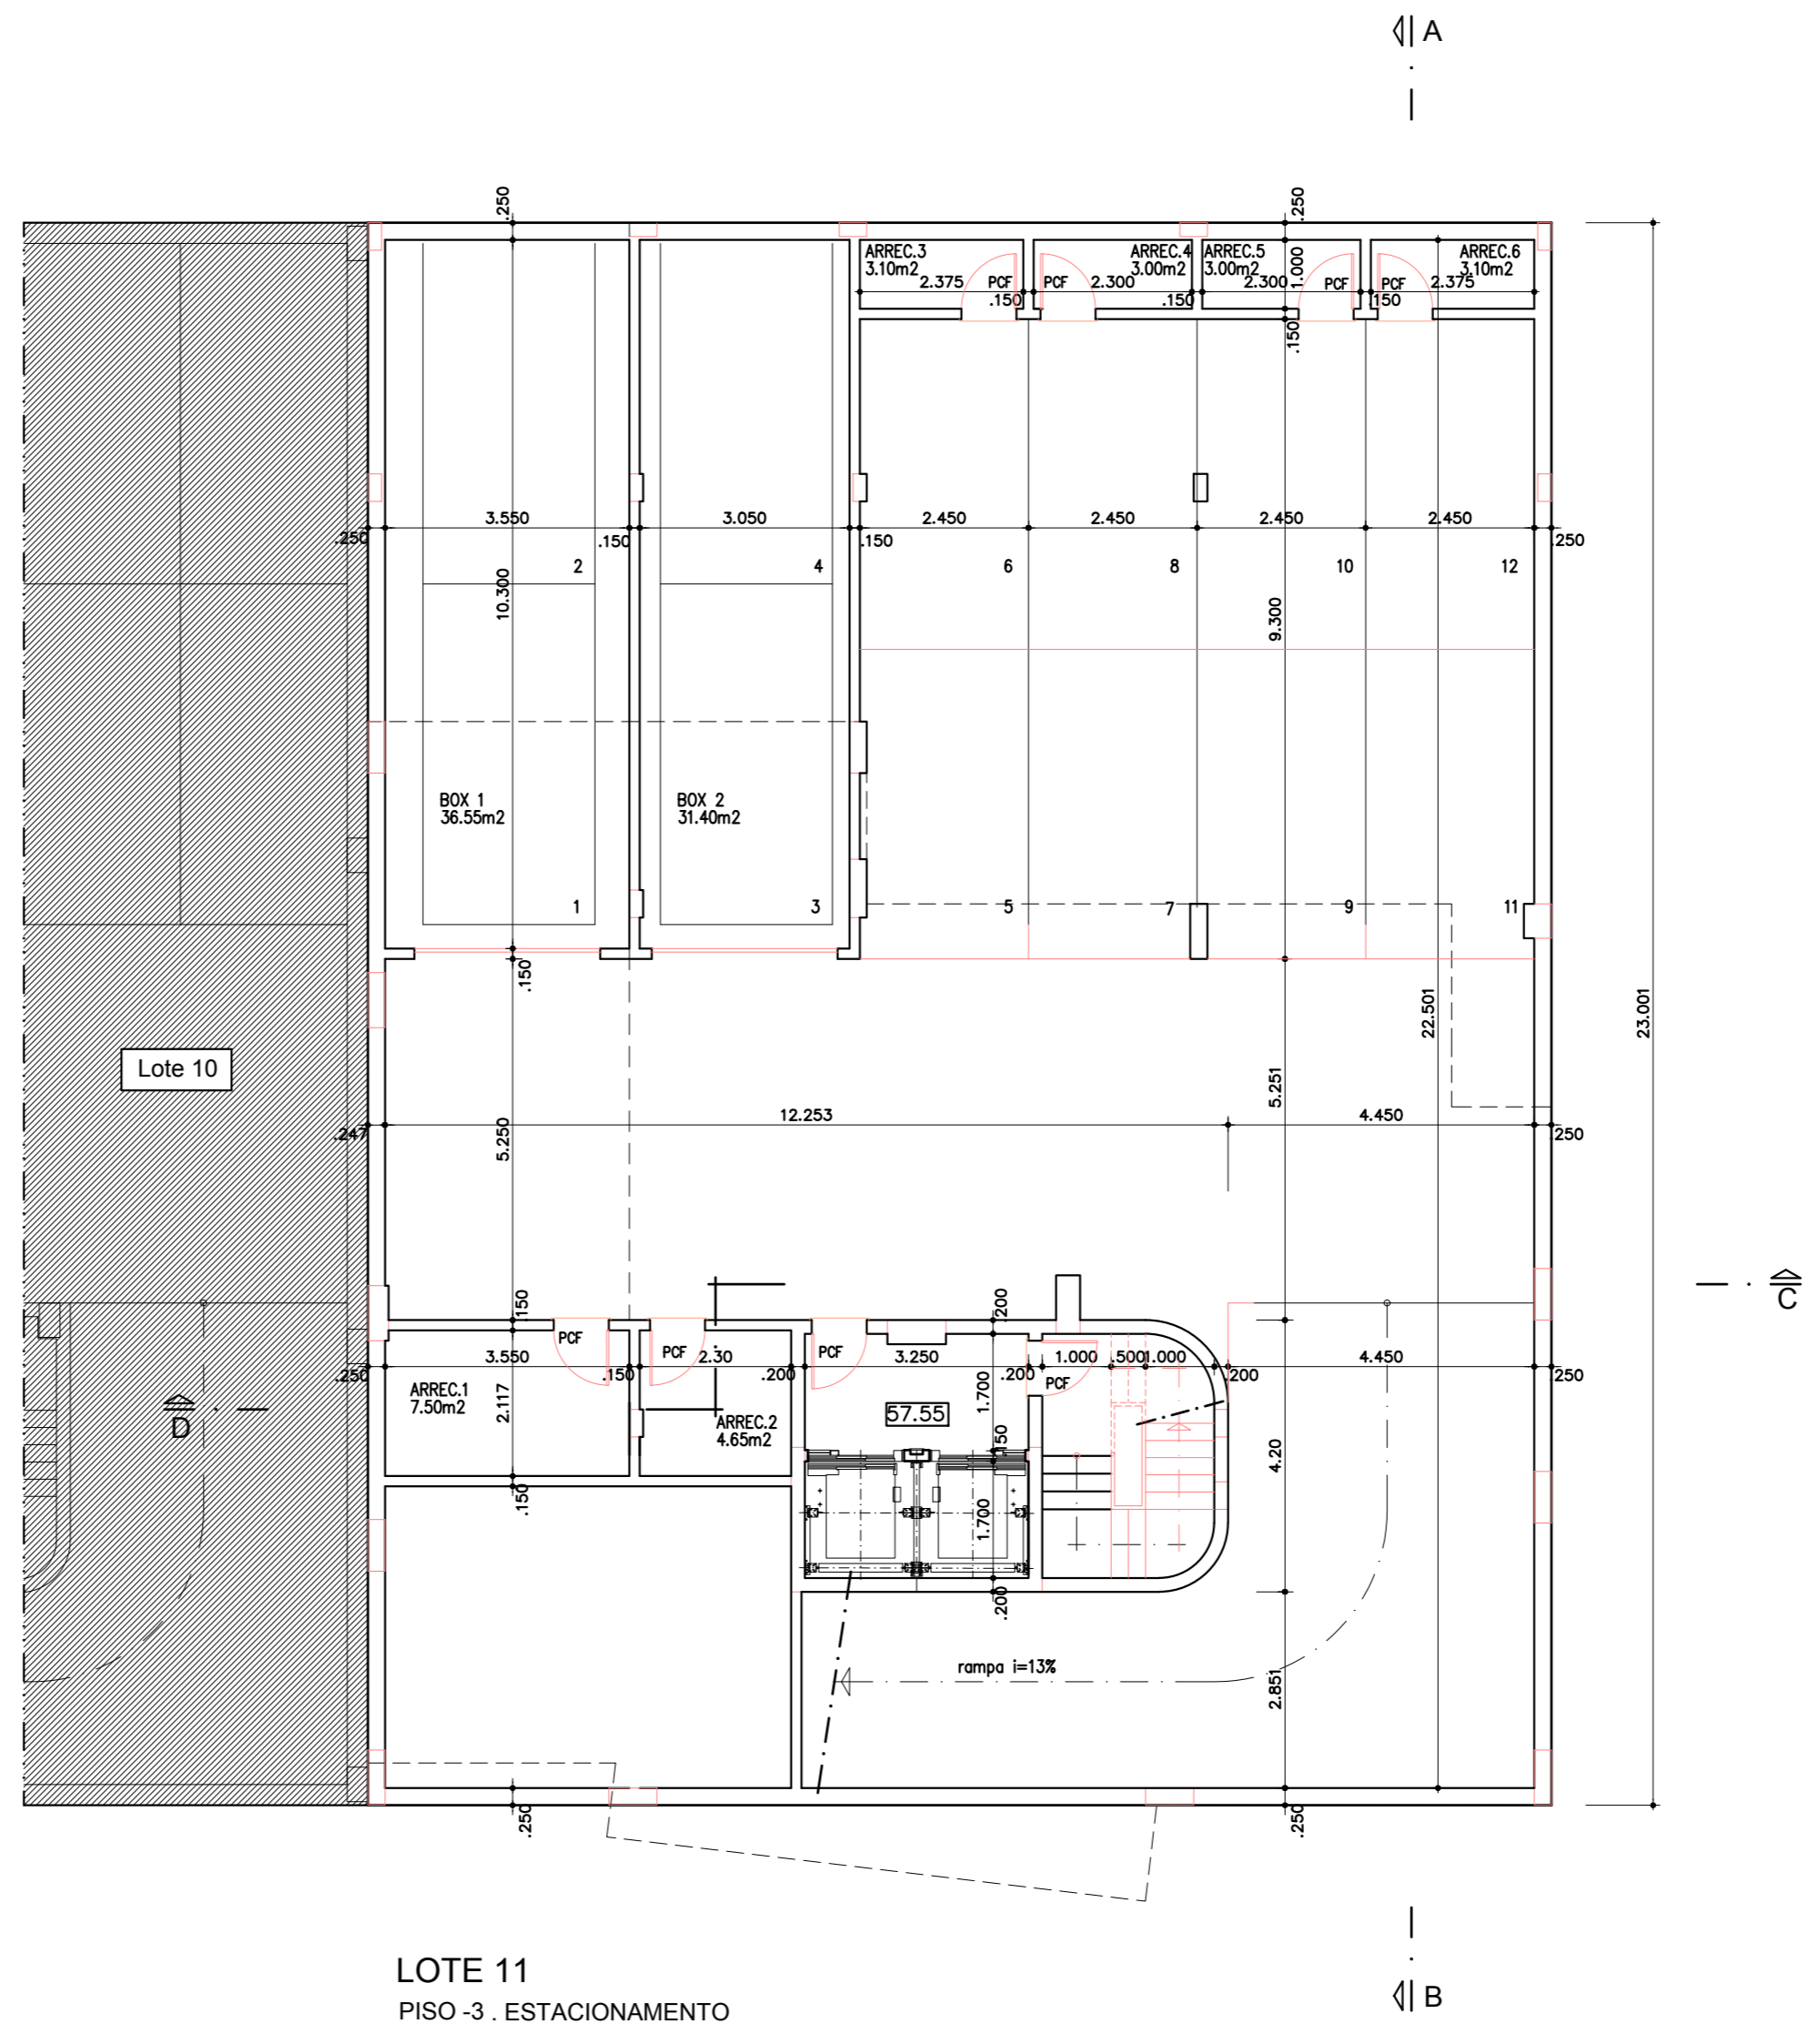 A
.250
.250
ARREC.3
3.10m2
ARREC.4
3.00m2
ARREC.5
3.00m2
ARREC.6
3.10m2
1.000
2.375
PCF
PCF
2.300
2.300
PCF
PCF
2.375
.150
.150
.150
.150
3.550
3.050
2.450
2.450
2.450
2.450
.250
.150
.150
.250
2
4
6
8
10
12
10.300
9.300
BOX 1
36.55m2
BOX 2
31.40m2
1
3
5
7
9
11
.150
22.501
23.001
Lote 10
5.251
12.253
4.450
.247
5.250
.250
C
.150
.200
PCF
PCF
PCF
3.550
2.30
3.250
1.000
.500
1.000
4.450
.250
.150
.200
.200
PCF
.200
.250
ARREC.1
7.50m2
2.117
1.700
D
57.55
ARREC.2
4.65m2
.150
4.20
.150
1.700
.200
rampa i=13%
2.851
.250
.250
LOTE 11
PISO -3 . ESTACIONAMENTO
B